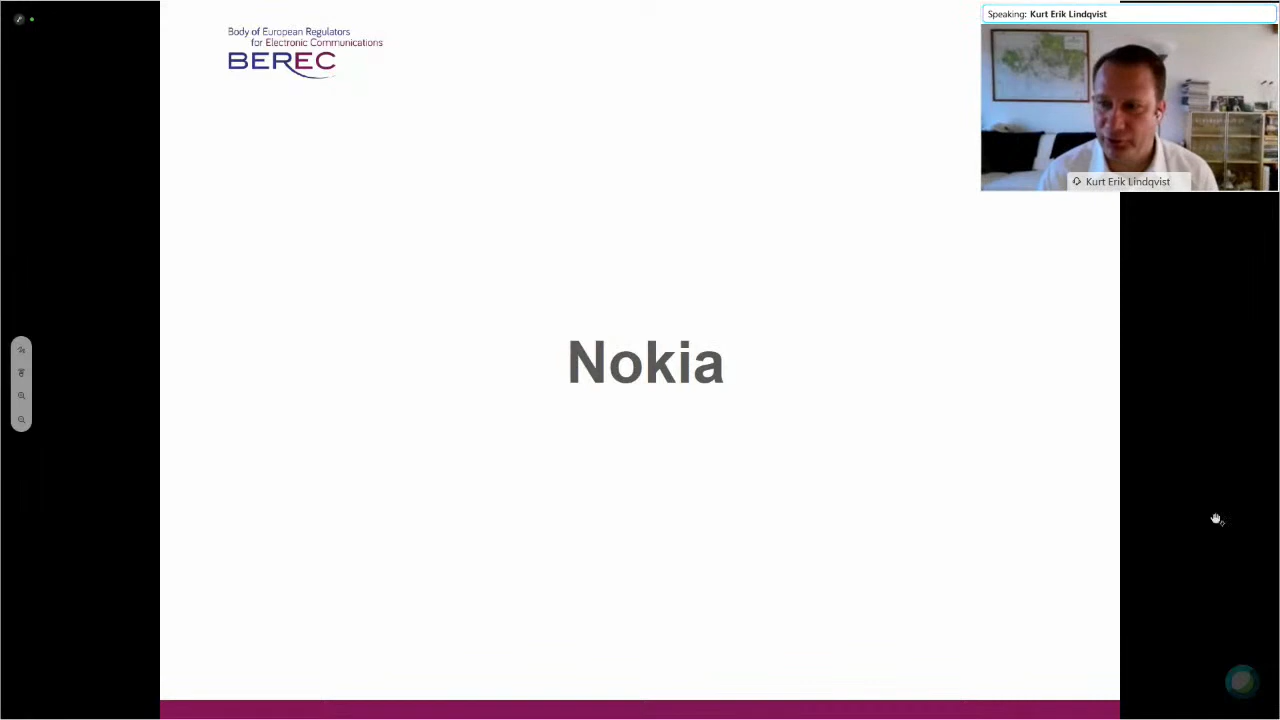 Body of European Regulators
for Electronic Communications
BEREC
Speaking: Kurt Erik Lindqvist
Kurt Erik Lindqvist
Nokia